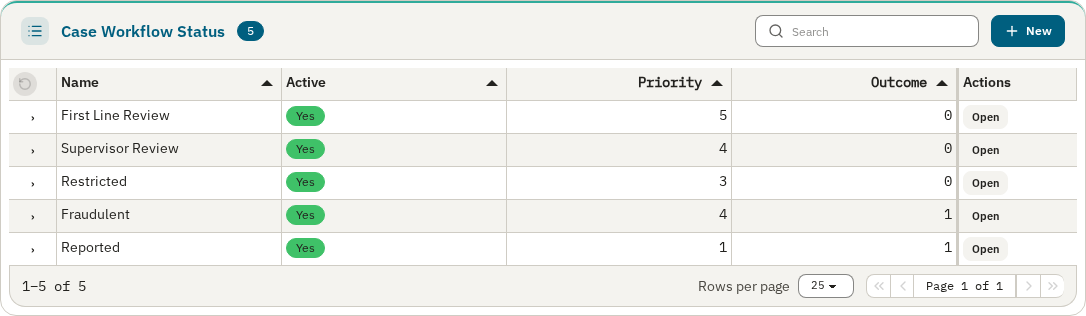 Case Workflow Status 5 Search New
Name Active Priority Outcome Actions
First Line Review Yes 5 0 Open
Supervisor Review Yes 4 0 Open
Restricted Yes 3 0 Open
Fraudulent Yes 4 1 Open
Reported Yes 1 1 Open
1–5 of 5 Rows per page 25 Page 1 of 1